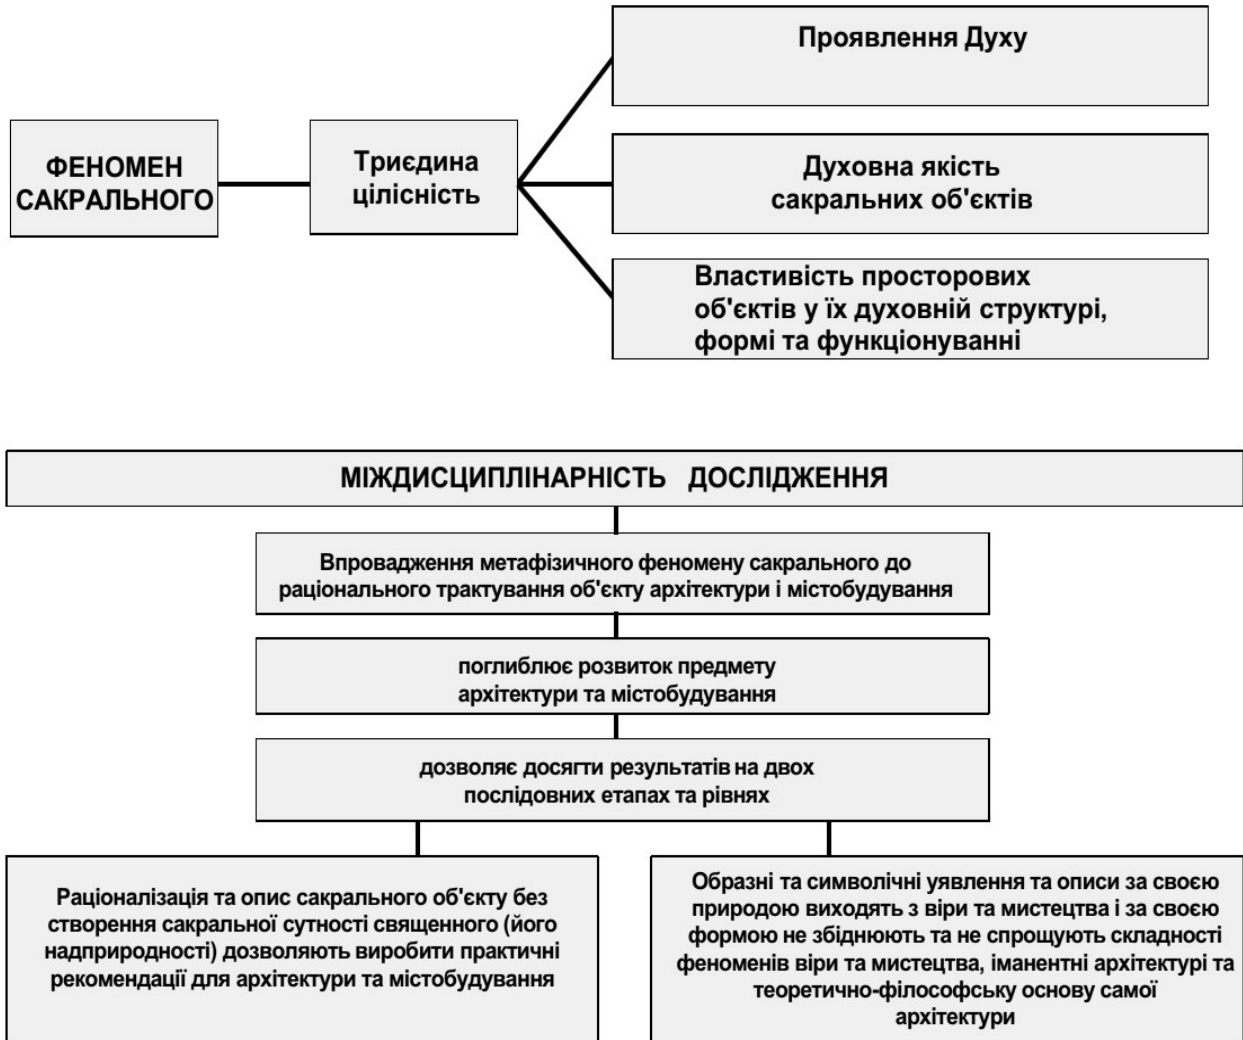 ФЕНОМЕН
САКРАЛЬНОГО
Триєдина
цілісність
Проявлення Духу
Духовна якість
сакральних об'єктів
Властивість просторових
об'єктів у їх духовній структурі,
формі та функціонуванні
МІЖДИСЦИПЛІНАРНІСТЬ ДОСЛІДЖЕННЯ
Впровадження метафізичного феномену сакрального до
раціонального трактування об'єкту архітектури і містобудування
поглиблює розвиток предмету
архітектури та містобудування
дозволяє досягти результатів на двох
послідовних етапах та рівнях
Раціоналізація та опис сакрального об'єкту без
створення сакральної сутності священного (його
надприродності) дозволяють виробити практичні
рекомендації для архітектури та містобудування
Образні та символічні уявлення та описи за своєю
природою виходять з віри та мистецтва і за своєю
формою не збіднюють та не спрощують складності
феноменів віри та мистецтва, іманентні архітектурі та
теоретично-філософську основу самої
архітектури